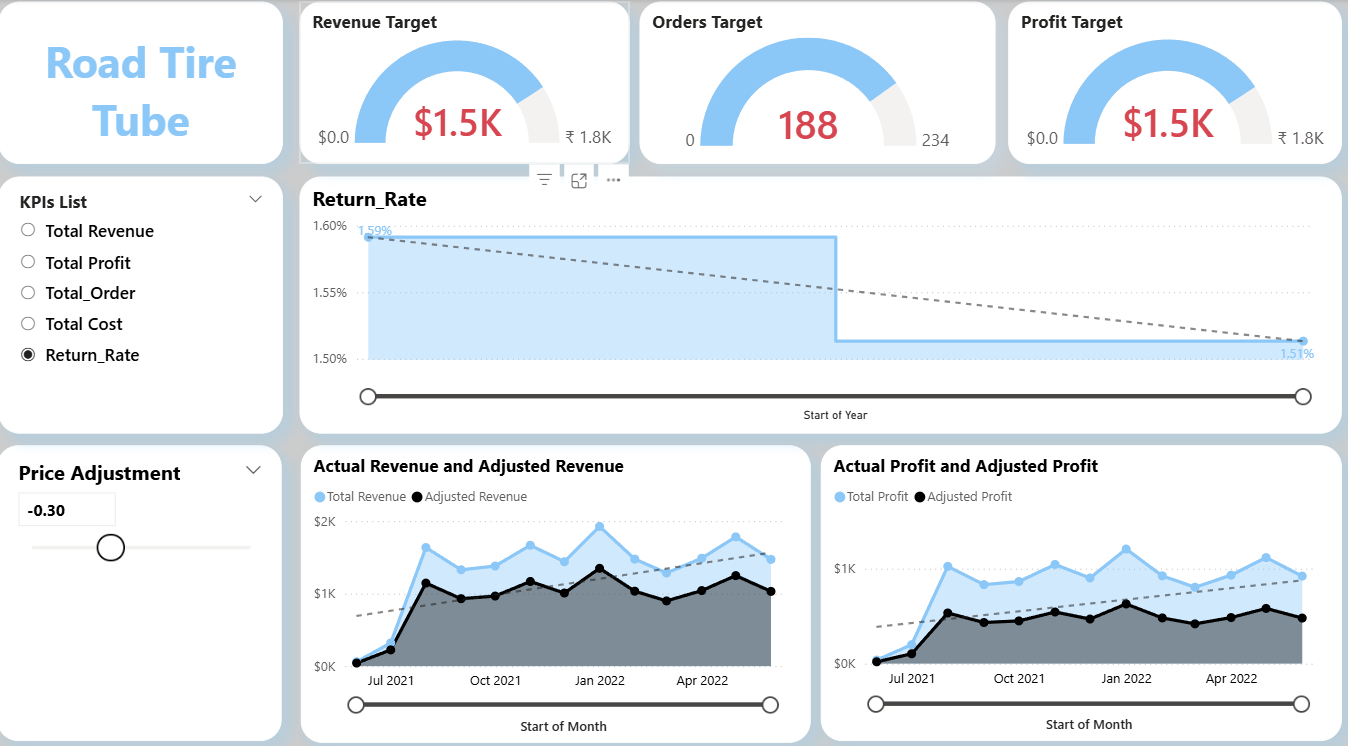 Road Tire
Tube
Revenue Target
$1.5K
$0.0
₹ 1.8K
Orders Target
188
0
234
Profit Target
$1.5K
$0.0
₹ 1.8K
KPIs List
Total Revenue
Total Profit
Total_Order
Total Cost
Return_Rate
Return_Rate
1.60%
1.59%
1.55%
1.50%
1.51%
Start of Year
Price Adjustment
-0.30
Actual Revenue and Adjusted Revenue
Total Revenue Adjusted Revenue
$2K
$1K
$0K
Jul 2021 Oct 2021 Jan 2022 Apr 2022
Start of Month
Actual Profit and Adjusted Profit
Total Profit Adjusted Profit
$1K
$0K
Jul 2021 Oct 2021 Jan 2022 Apr 2022
Start of Month